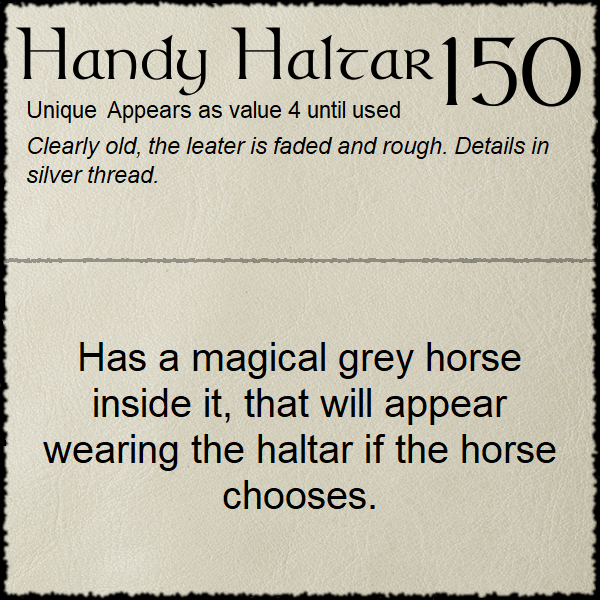 Handy Haltar 150
Unique  Appears as value 4 until used
Clearly old, the leater is faded and rough. Details in
silver thread.
Has a magical grey horse
inside it, that will appear
wearing the haltar if the horse
chooses.